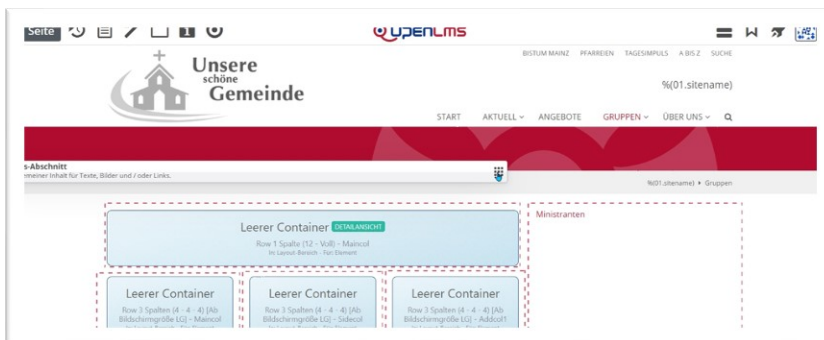 Seite
OpenCms
BISTUM MAINZ PFARREIEN TAGESIMPULS A BIS Z SUCHE
Unsere
schöne
Gemeinde
%(01.sitename)
START AKTUELL ANGEBOTE GRUPPEN ÜBER UNS
s-Abschnitt
emeiner Inhalt für Texte, Bilder und / oder Links.
%(01.sitename) Gruppen
Leerer Container DETAILANSICHT
Row 1 Spalte (12 - Voll) - Maincol
Im Layout-Bereich - Ein Element
Ministranten
Leerer Container Leerer Container Leerer Container
Row 3 Spalten (4 - 4 - 4) [Ab Row 3 Spalten (4 - 4 - 4) [Ab Row 3 Spalten (4 - 4 - 4) [Ab
Bildschirmgröße LG] - Maincol Bildschirmgröße LG] - Sidecol Bildschirmgröße LG] - Addcol1